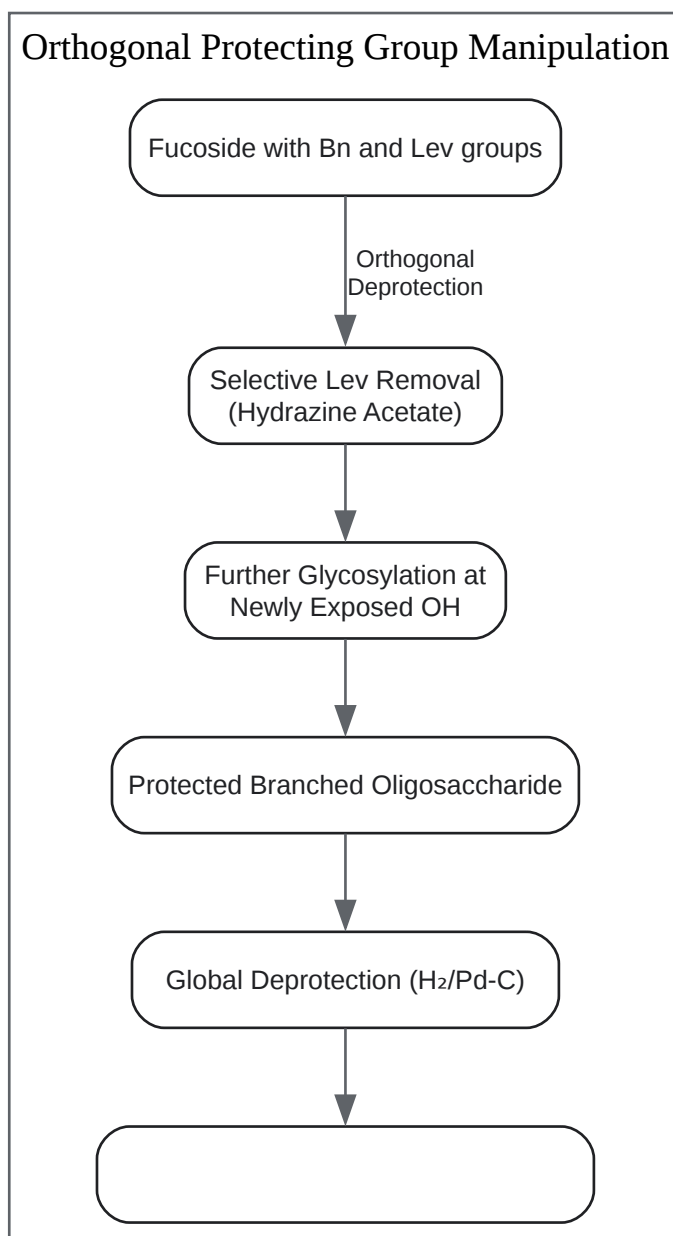 Orthogonal Protecting Group Manipulation
Fucoside with Bn and Lev groups
Orthogonal
Deprotection
Selective Lev Removal
(Hydrazine Acetate)
Further Glycosylation at
Newly Exposed OH
Protected Branched Oligosaccharide
Global Deprotection (H₂/Pd-C)